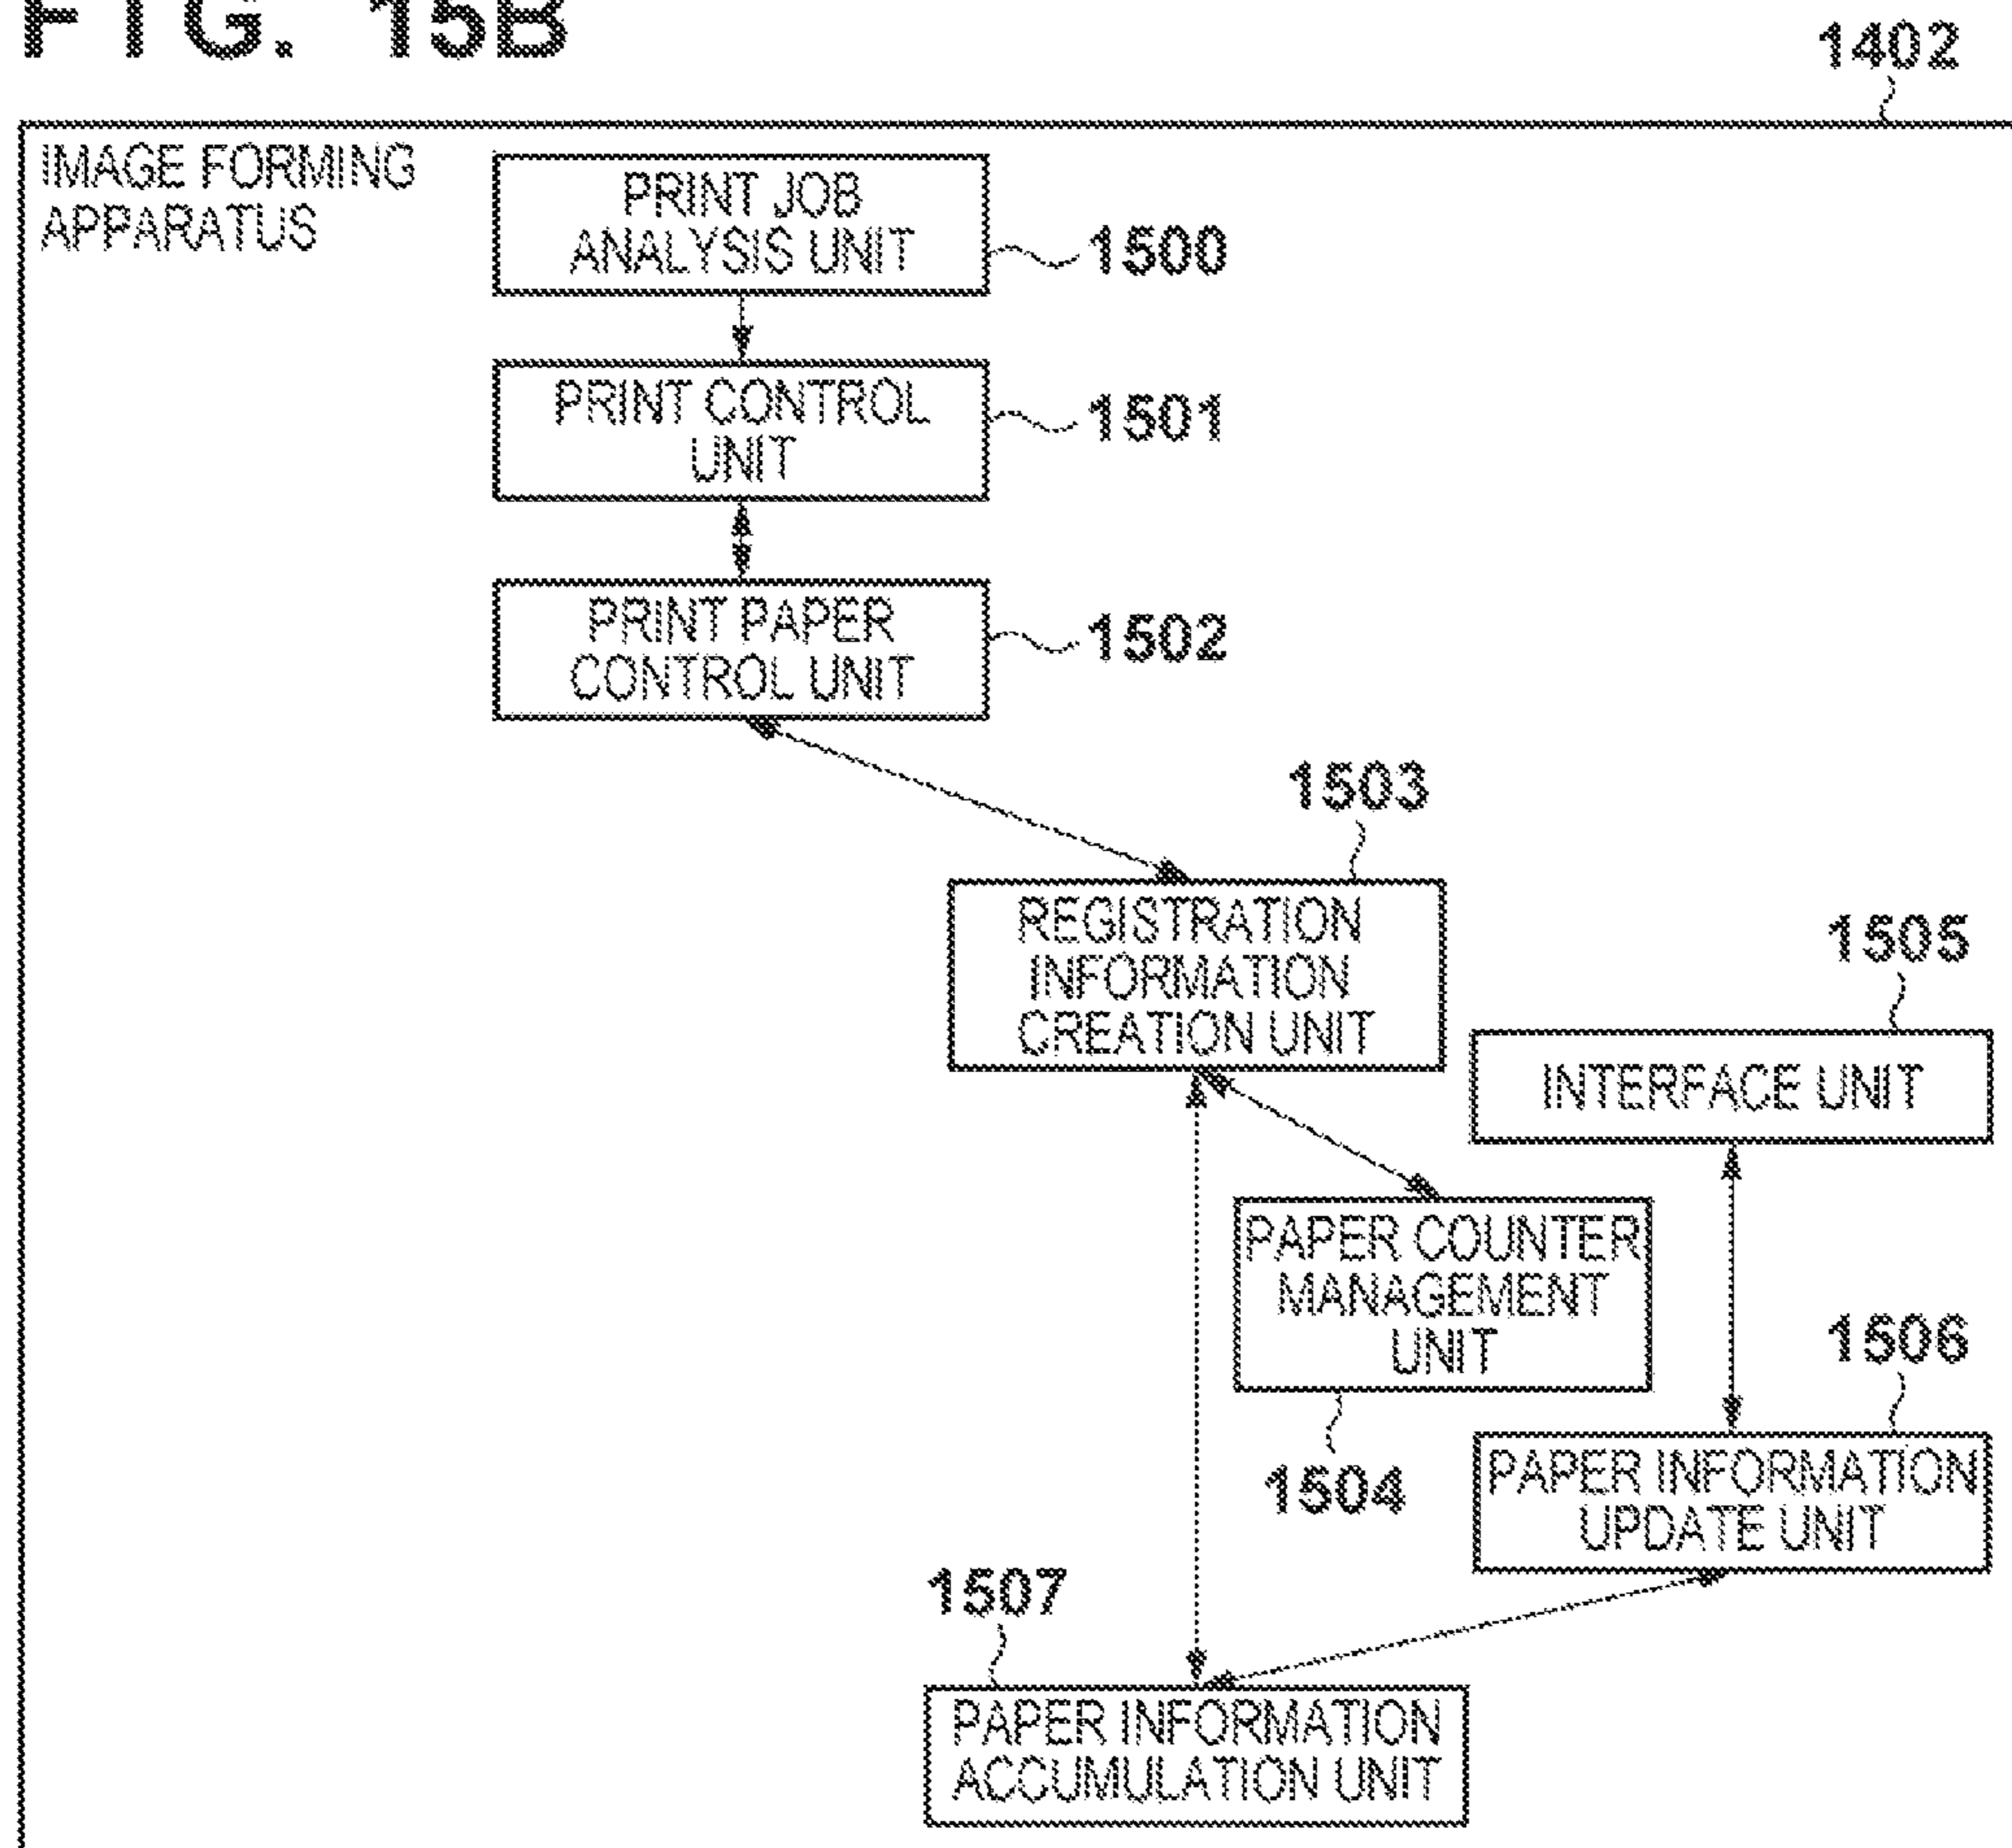 FIG. 15B
1402
IMAGE FORMING
APPARATUS
PRINT JOB
ANALYSIS UNIT
1500
PRINT CONTROL
UNIT
1501
PRINT PAPER
CONTROL UNIT
1502
1503
REGISTRATION
INFORMATION
CREATION UNIT
1505
INTERFACE UNIT
PAPER COUNTER
MANAGEMENT
UNIT
1504
1506
PAPER INFORMATION
UPDATE UNIT
1507
PAPER INFORMATION
ACCUMULATION UNIT